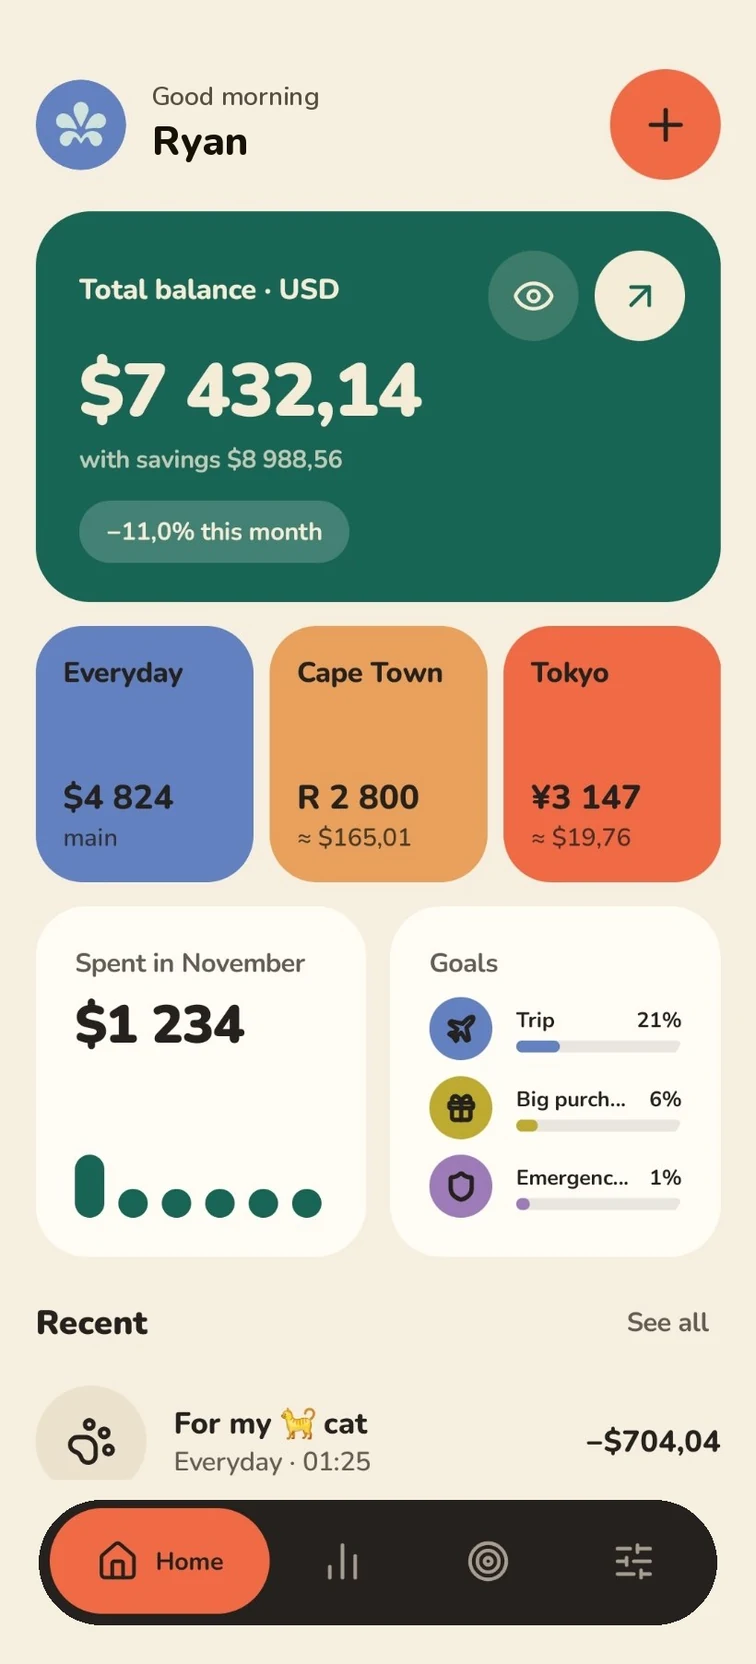 Good morning
Ryan
Total balance · USD
$7 432,14
with savings $8 988,56
−11,0% this month
Everyday
$4 824
main
Cape Town
R 2 800
≈ $165,01
Tokyo
¥3 147
≈ $19,76
Spent in November
$1 234
Goals
Trip 21%
Big purch... 6%
Emergenc... 1%
Recent See all
For my 🐈 cat
Everyday · 01:25
−$704,04
Home